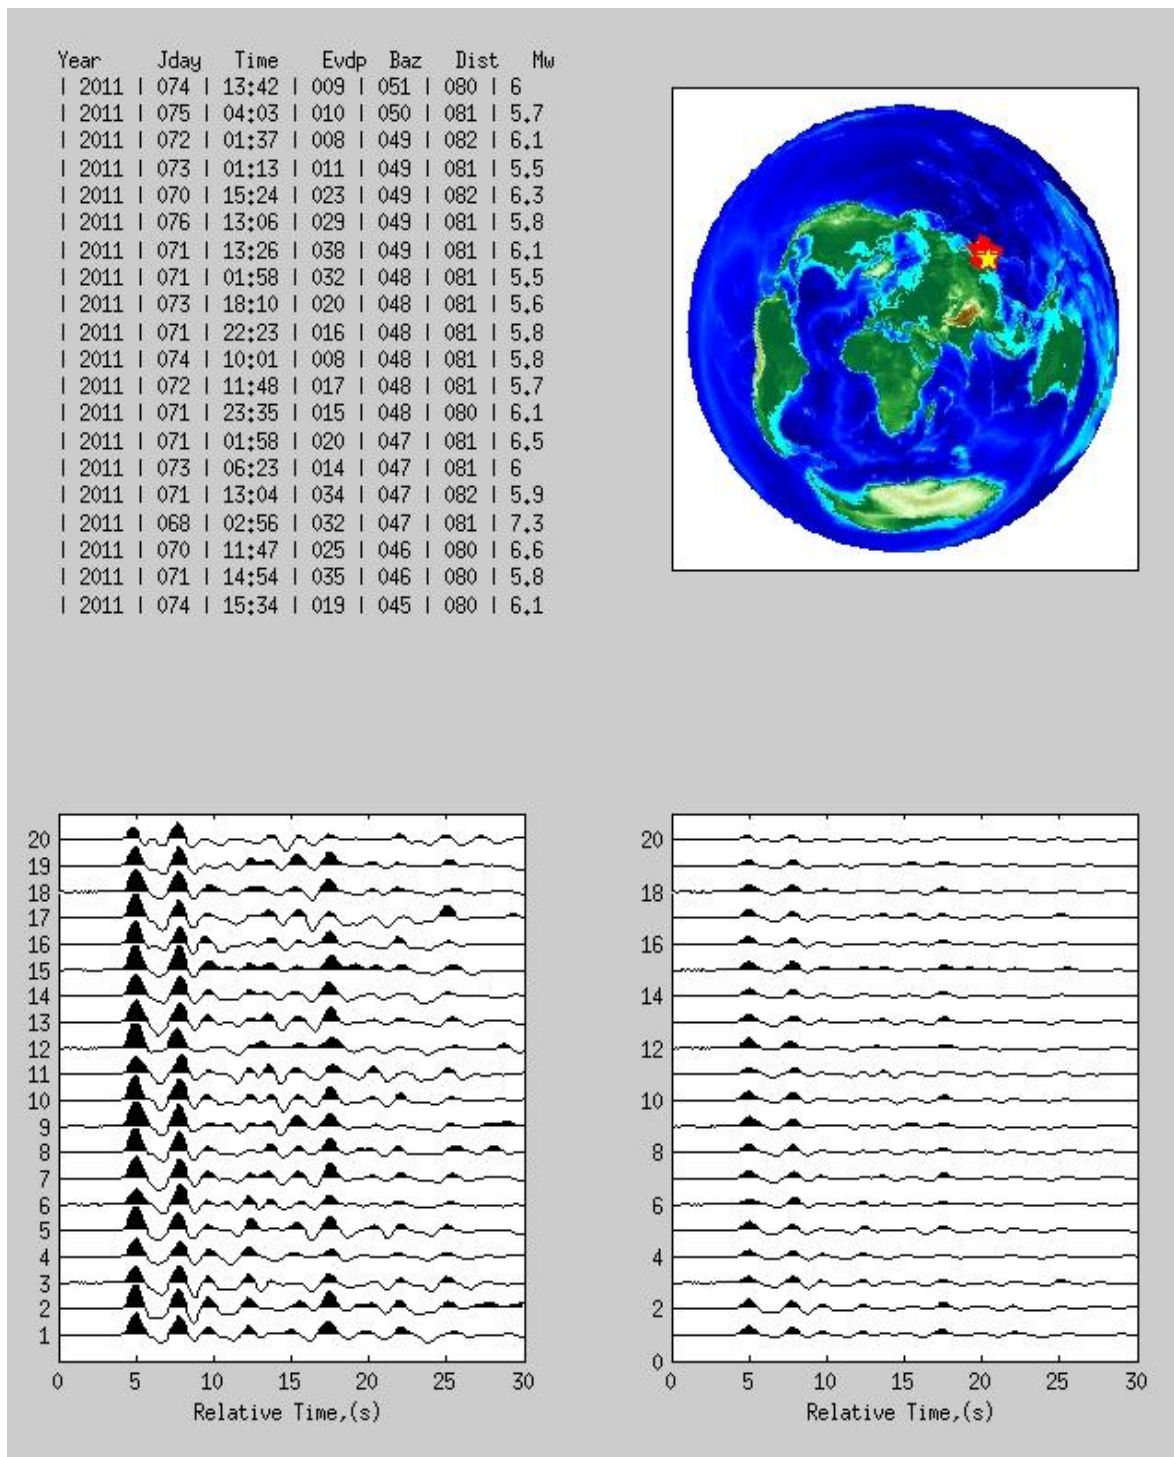 Year Jday Time Evdp Baz Dist Mw
| 2011 | 074 | 13:42 | 009 | 051 | 080 | 6
| 2011 | 075 | 04:03 | 010 | 050 | 081 | 5.7
| 2011 | 072 | 01:37 | 008 | 049 | 082 | 6.1
| 2011 | 073 | 01:13 | 011 | 049 | 081 | 5.5
| 2011 | 070 | 15:24 | 023 | 049 | 082 | 6.3
| 2011 | 076 | 13:06 | 029 | 049 | 081 | 5.8
| 2011 | 071 | 13:26 | 038 | 049 | 081 | 6.1
| 2011 | 071 | 01:58 | 032 | 048 | 081 | 5.5
| 2011 | 073 | 18:10 | 020 | 048 | 081 | 5.6
| 2011 | 071 | 22:23 | 016 | 048 | 081 | 5.8
| 2011 | 074 | 10:01 | 008 | 048 | 081 | 5.8
| 2011 | 072 | 11:48 | 017 | 048 | 081 | 5.7
| 2011 | 071 | 23:35 | 015 | 048 | 080 | 6.1
| 2011 | 071 | 01:58 | 020 | 047 | 081 | 6.5
| 2011 | 073 | 06:23 | 014 | 047 | 081 | 6
| 2011 | 071 | 13:04 | 034 | 047 | 082 | 5.9
| 2011 | 068 | 02:56 | 032 | 047 | 081 | 7.3
| 2011 | 070 | 11:47 | 025 | 046 | 080 | 6.6
| 2011 | 071 | 14:54 | 035 | 046 | 080 | 5.8
| 2011 | 074 | 15:34 | 019 | 045 | 080 | 6.1
20
19
18
17
16
15
14
13
12
11
10
9
8
7
6
5
4
3
2
1
0 5 10 15 20 25 30
Relative Time,(s)
20
18
16
14
12
10
8
6
4
2
0
0 5 10 15 20 25 30
Relative Time,(s)